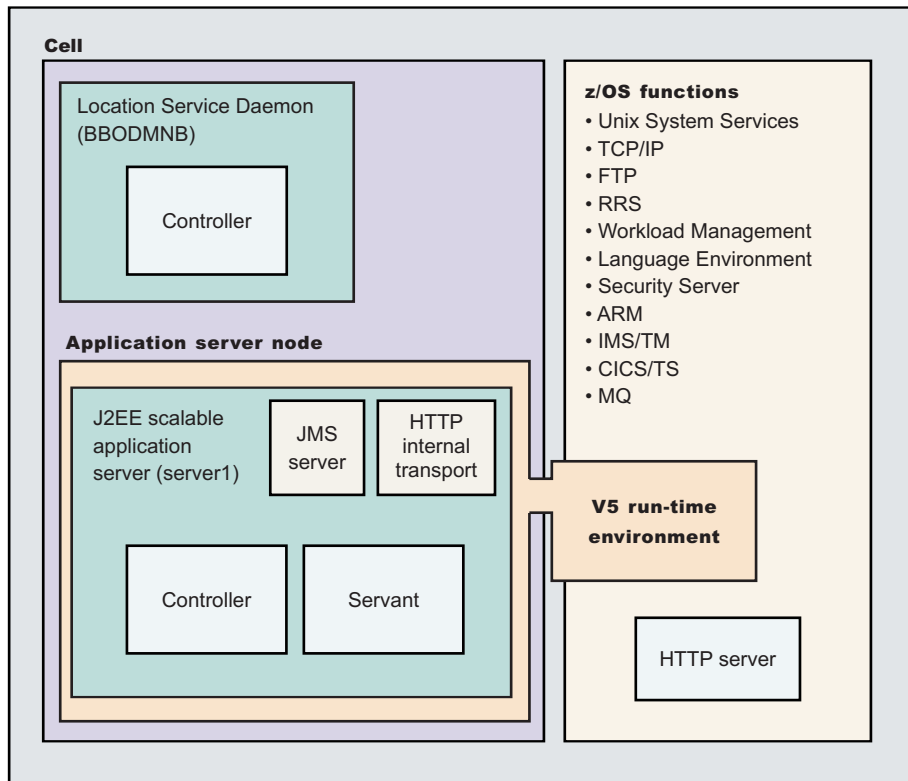 Cell
Location Service Daemon
(BBODMNB)
Controller
Application server node
J2EE scalable
application
server (server1)
JMS
server
HTTP
internal
transport
Controller
Servant
z/OS functions
• Unix System Services
• TCP/IP
• FTP
• RRS
• Workload Management
• Language Environment
• Security Server
• ARM
• IMS/TM
• CICS/TS
• MQ
V5 run-time
environment
HTTP server